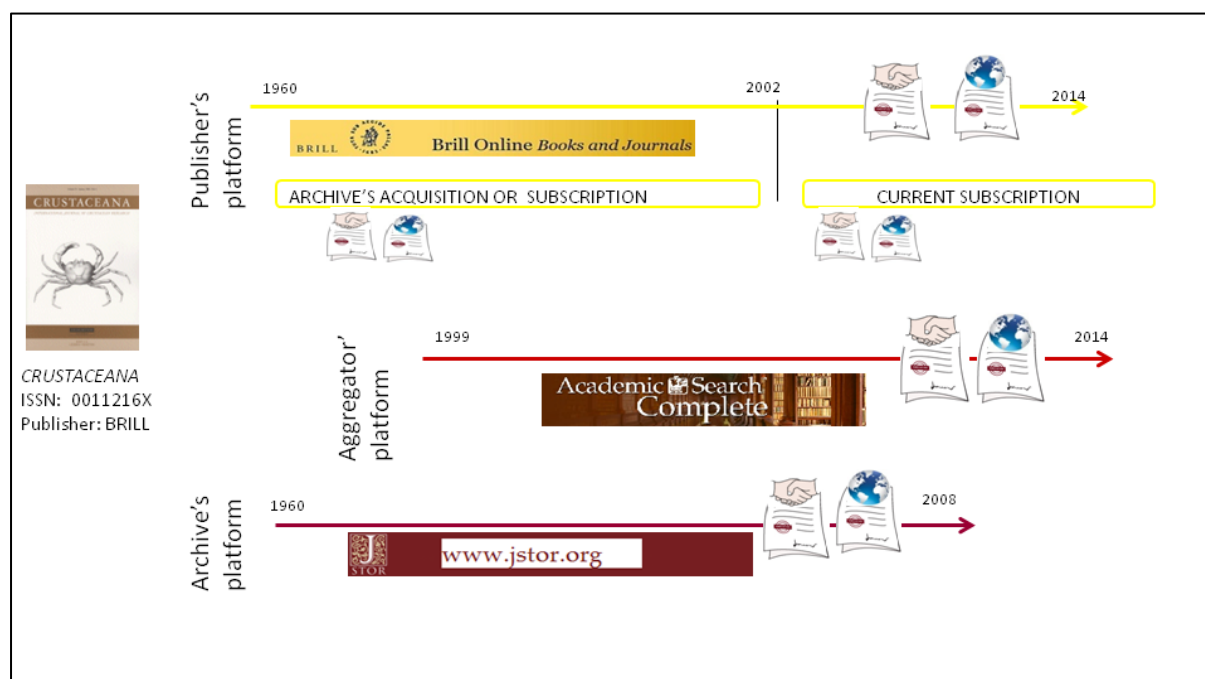 1960
2002
2014
Publisher's
platform
BRILL
Brill Online Books and Journals
ARCHIVE'S ACQUISITION OR SUBSCRIPTION
CURRENT SUBSCRIPTION
CRUSTACEANA
CRUSTACEANA
ISSN: 0011216X
Publisher: BRILL
1999
2014
Aggregator'
platform
Academic Search
Complete
1960
2008
Archive's
platform
JSTOR
www.jstor.org